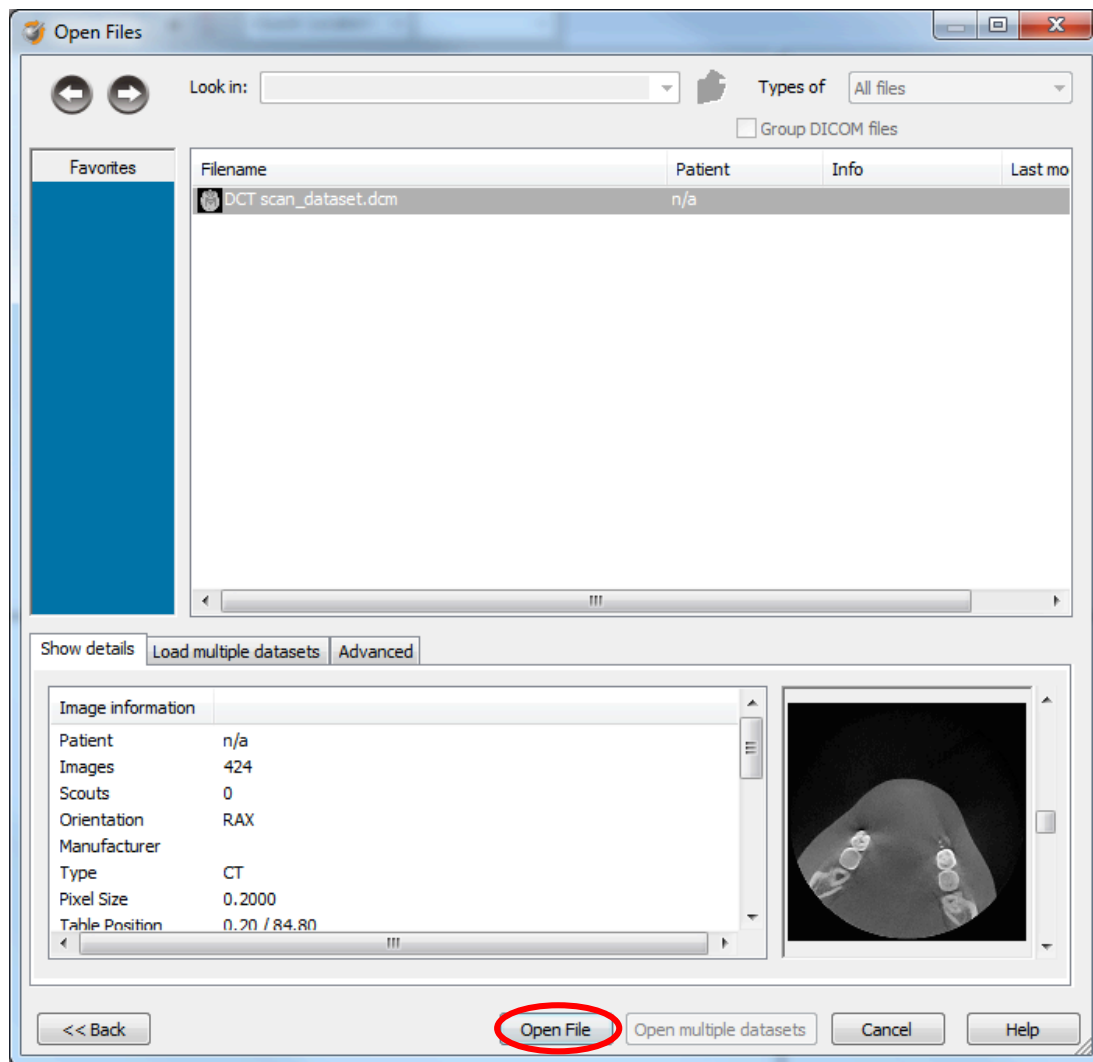 Open Files
Look in:
Types of
All files
Group DICOM files
Favorites
Filename Patient Info Last mo
DCT scan_dataset.dcm n/a
Show details Load multiple datasets Advanced
Image information
Patient n/a
Images 424
Scouts 0
Orientation RAX
Manufacturer
Type CT
Pixel Size 0.2000
Table Position 0.20 / 84.80
<< Back Open File Open multiple datasets Cancel Help